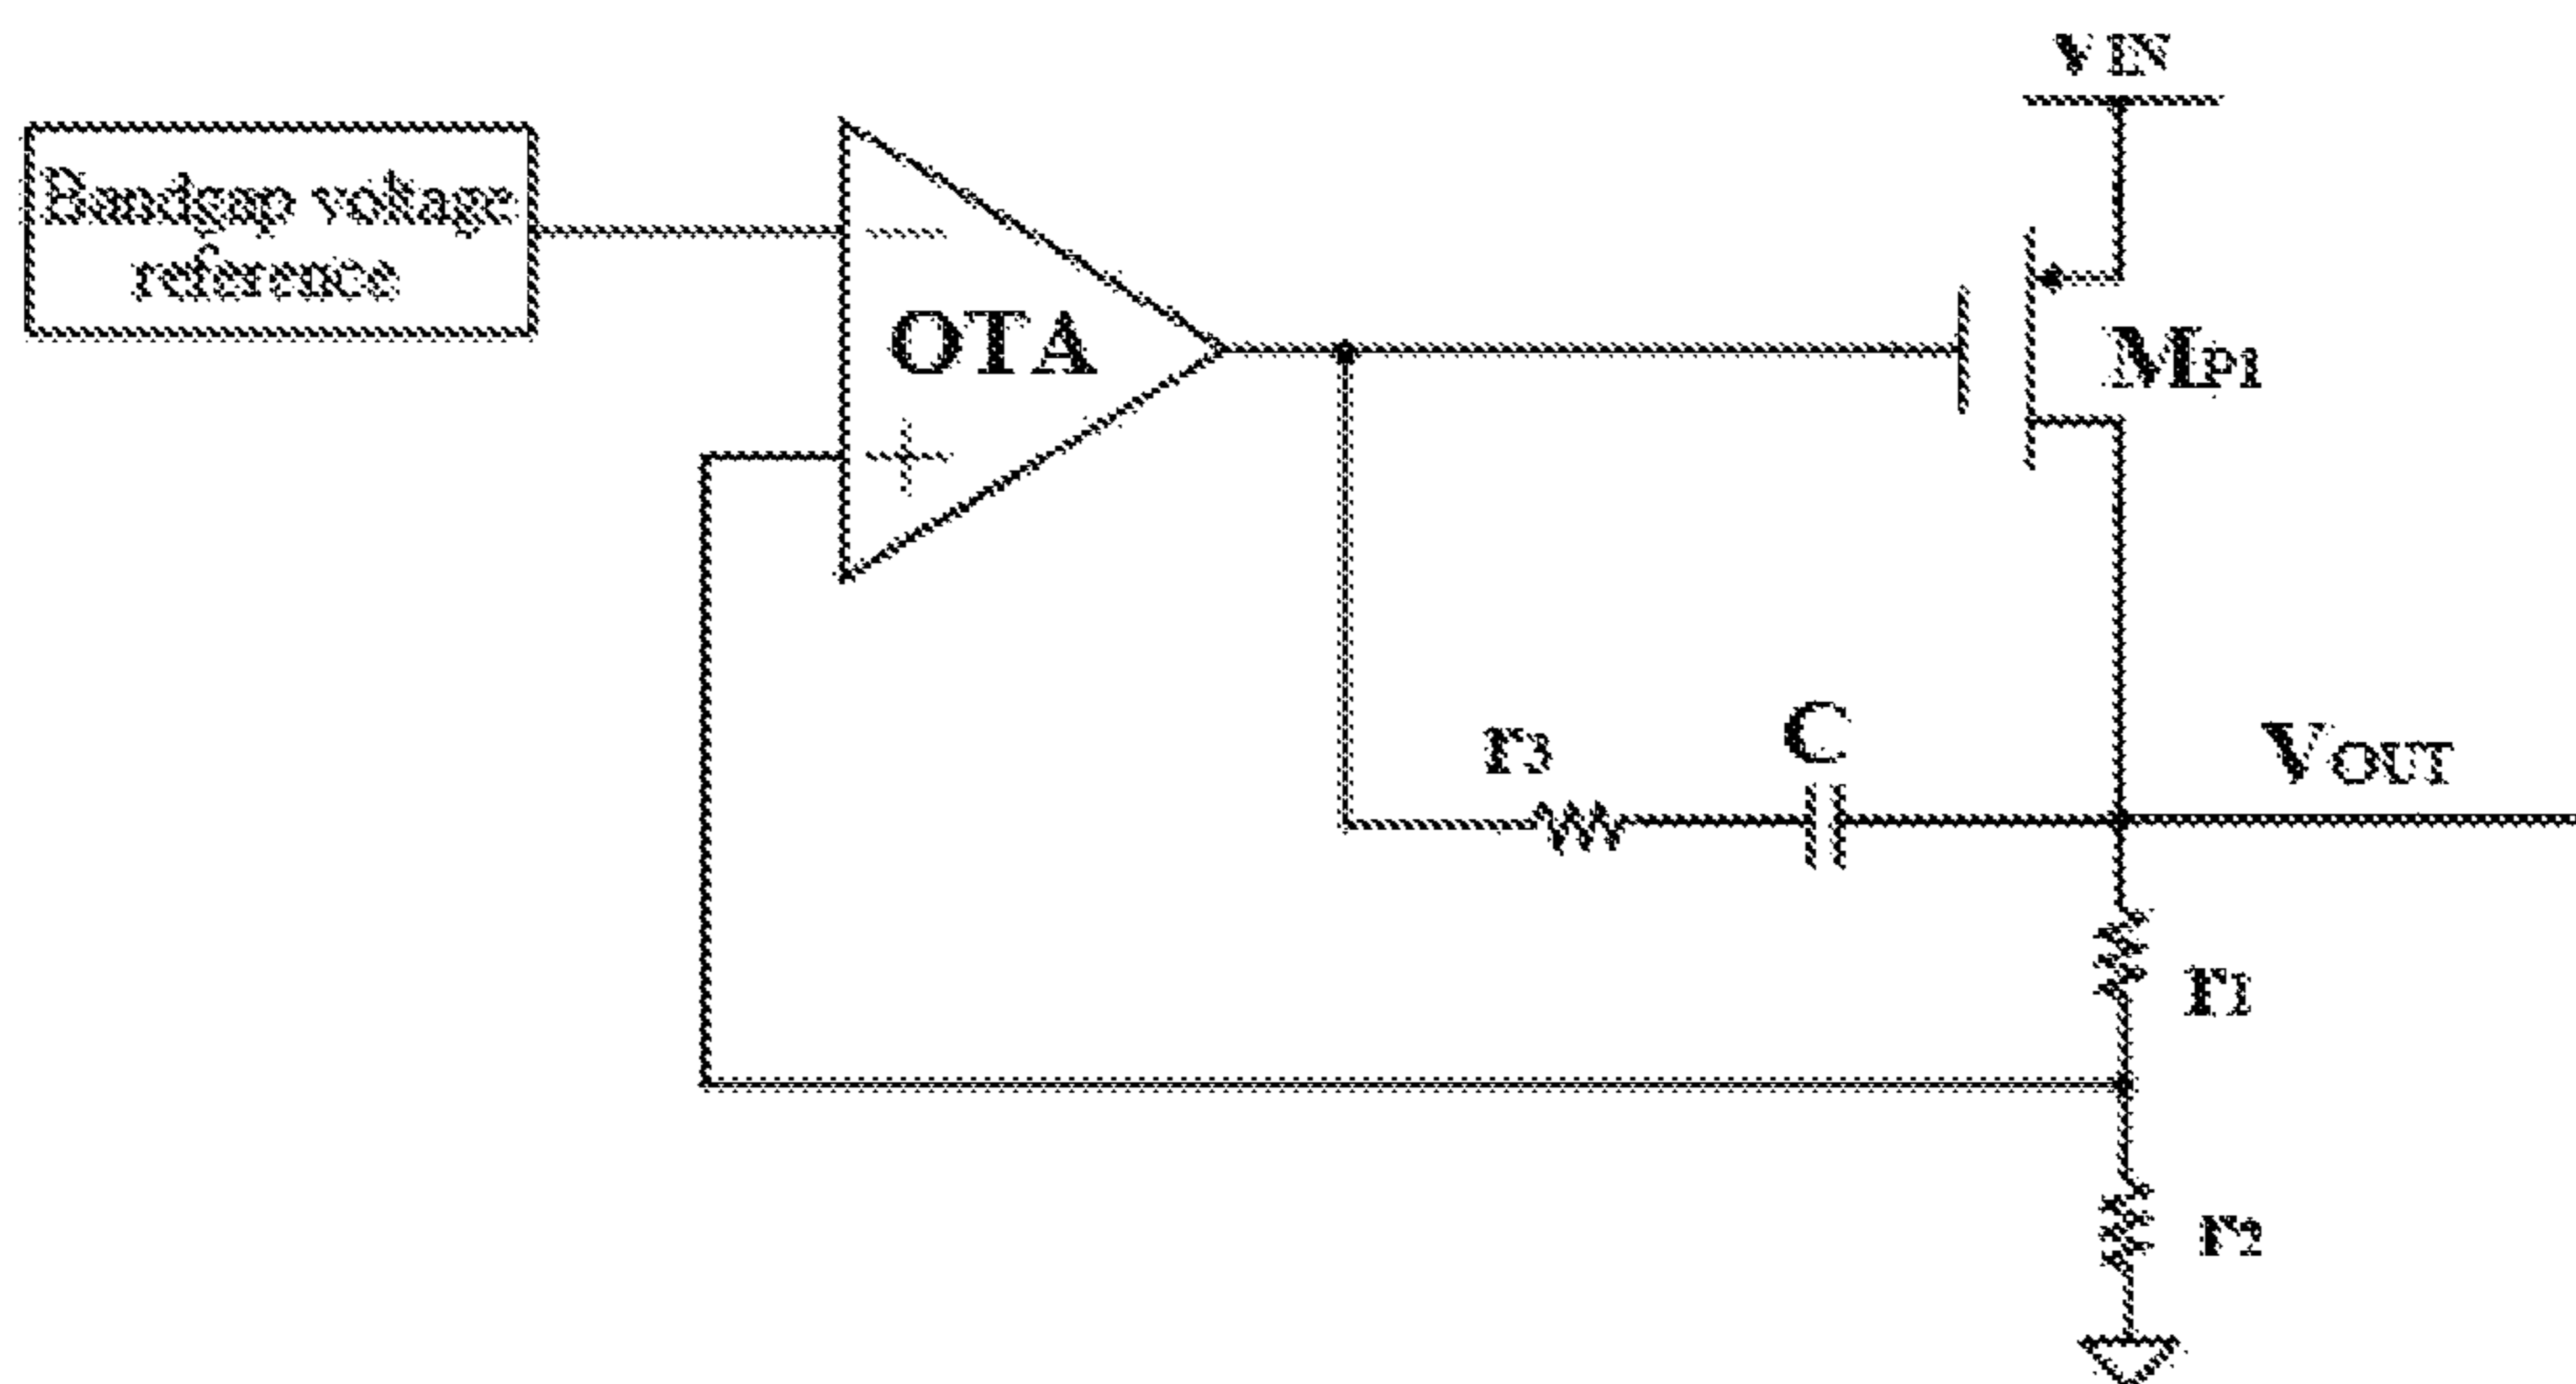 VIN
Bandgap voltage
reference
−
OTA
+
MP1
r3
C
VOUT
r1
r2